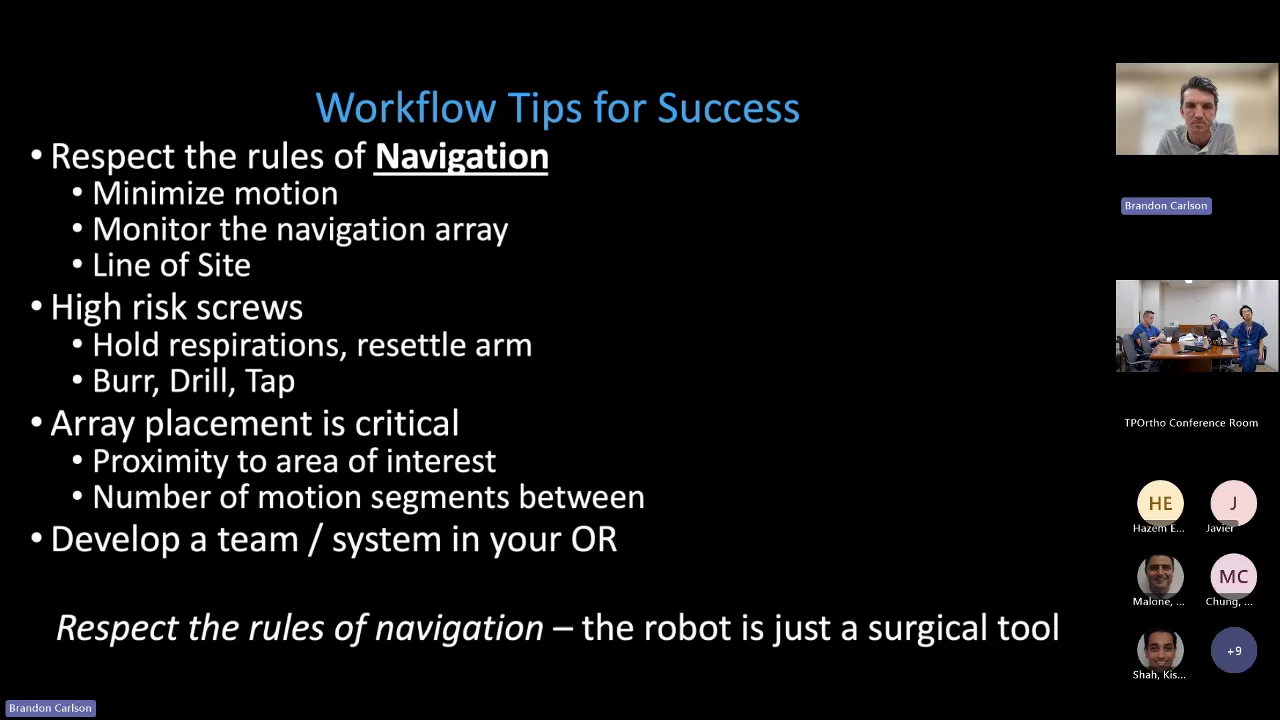 Workflow Tips for Success
• Respect the rules of Navigation
• Minimize motion
• Monitor the navigation array
• Line of Site
• High risk screws
• Hold respirations, resettle arm
• Burr, Drill, Tap
• Array placement is critical
• Proximity to area of interest
• Number of motion segments between
• Develop a team / system in your OR
Respect the rules of navigation – the robot is just a surgical tool
Brandon Carlson
Brandon Carlson
TPOrtho Conference Room
HE
Hazem E...
J
Javier
Malone, ...
MC
Chung, ...
Shah, Kis...
+9